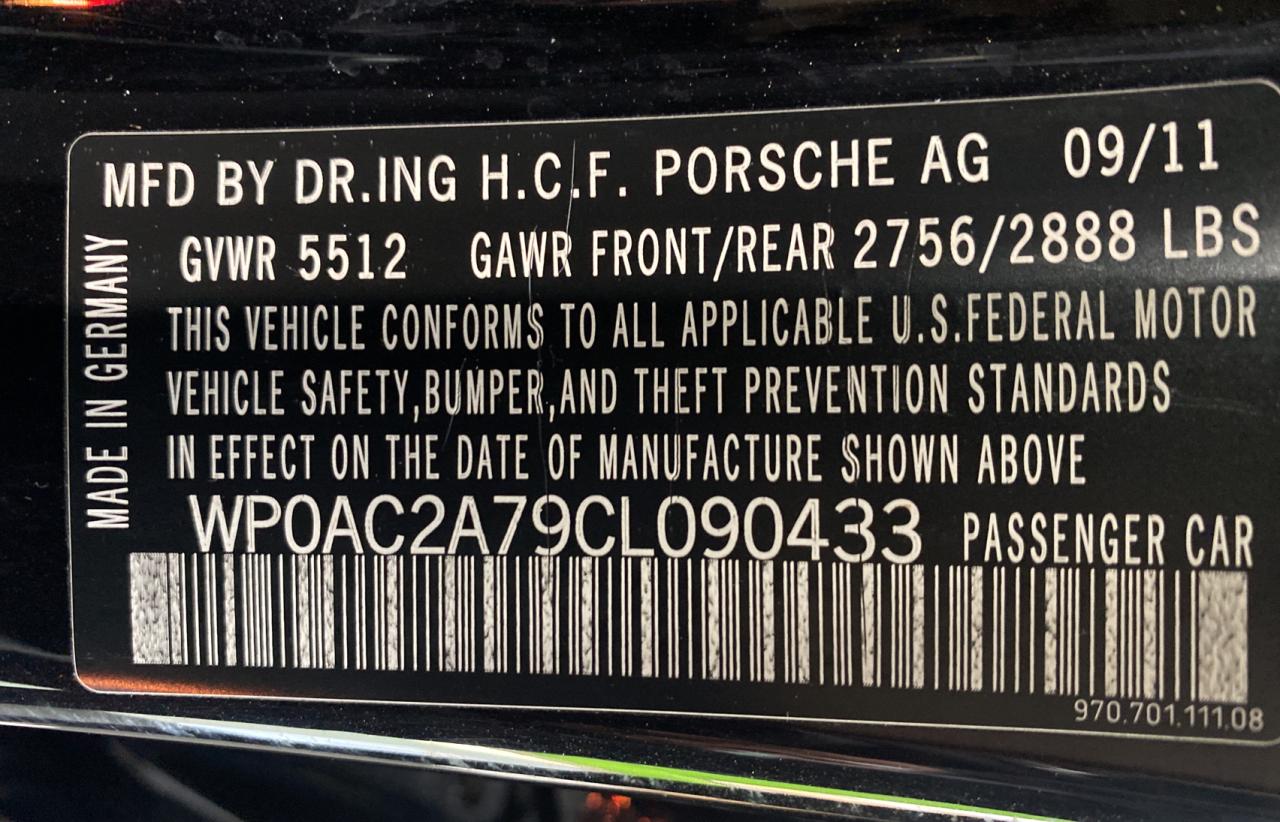 MFD BY DR.ING H.C.F. PORSCHE AG 09/11
GVWR 5512 GAWR FRONT/REAR 2756/2888 LBS
THIS VEHICLE CONFORMS TO ALL APPLICABLE U.S.FEDERAL MOTOR
VEHICLE SAFETY,BUMPER,AND THEFT PREVENTION STANDARDS
IN EFFECT ON THE DATE OF MANUFACTURE SHOWN ABOVE
WP0AC2A79CL090433 PASSENGER CAR
970.701.111.08
MADE IN GERMANY